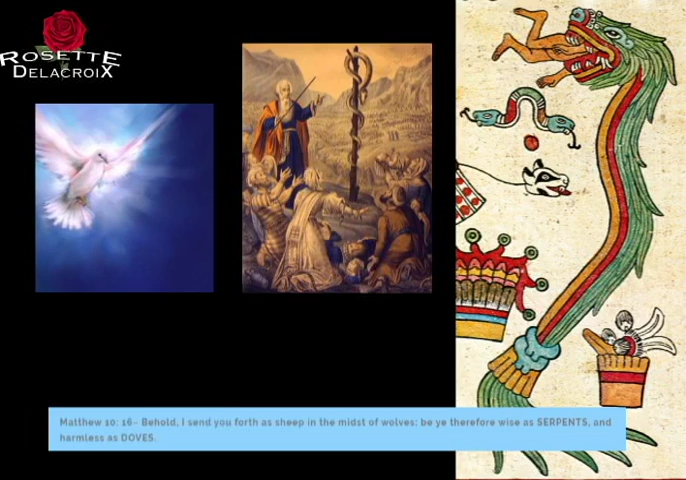 ROSETTE
DELACROIX
Matthew 10: 16- Behold, I send you forth as sheep in the midst of wolves: be ye therefore wise as SERPENTS, and
harmless as DOVES.